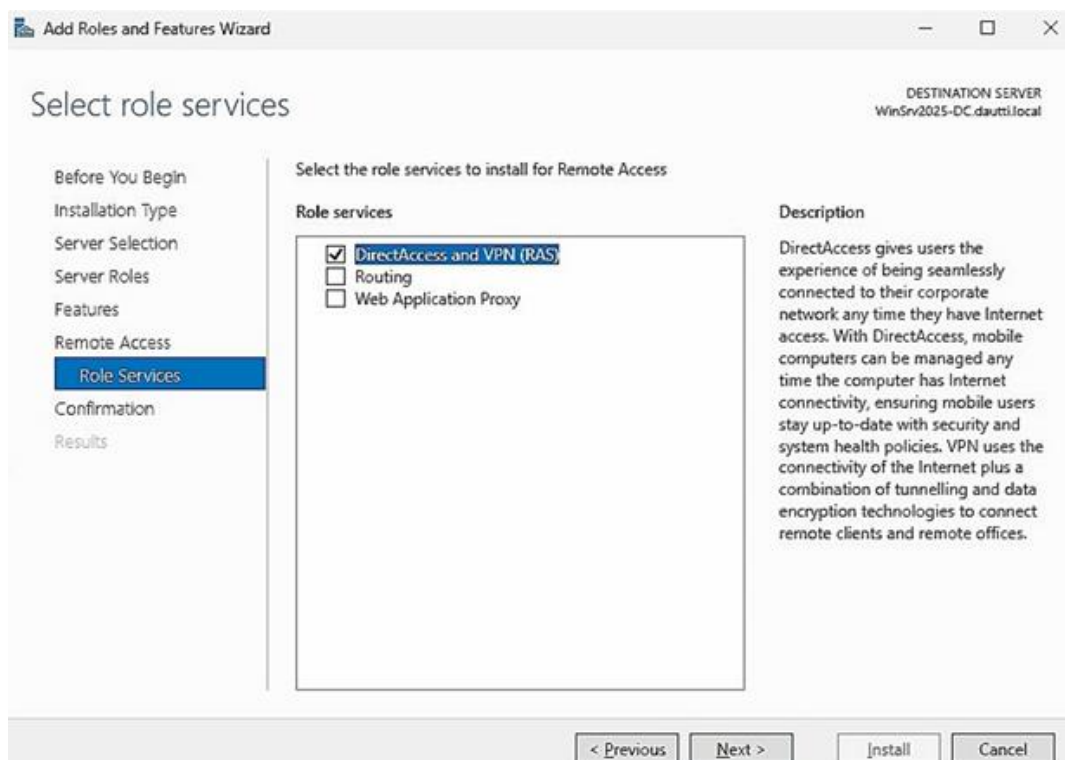 Add Roles and Features Wizard
Select role services
DESTINATION SERVER
WinSrv2025-DC.dautti.local
Before You Begin
Installation Type
Server Selection
Server Roles
Features
Remote Access
Role Services
Confirmation
Results
Select the role services to install for Remote Access
Role services
DirectAccess and VPN (RAS)
Routing
Web Application Proxy
Description
DirectAccess gives users the
experience of being seamlessly
connected to their corporate
network any time they have Internet
access. With DirectAccess, mobile
computers can be managed any
time the computer has Internet
connectivity, ensuring mobile users
stay up-to-date with security and
system health policies. VPN uses the
connectivity of the Internet plus a
combination of tunnelling and data
encryption technologies to connect
remote clients and remote offices.
< Previous
Next >
Install
Cancel